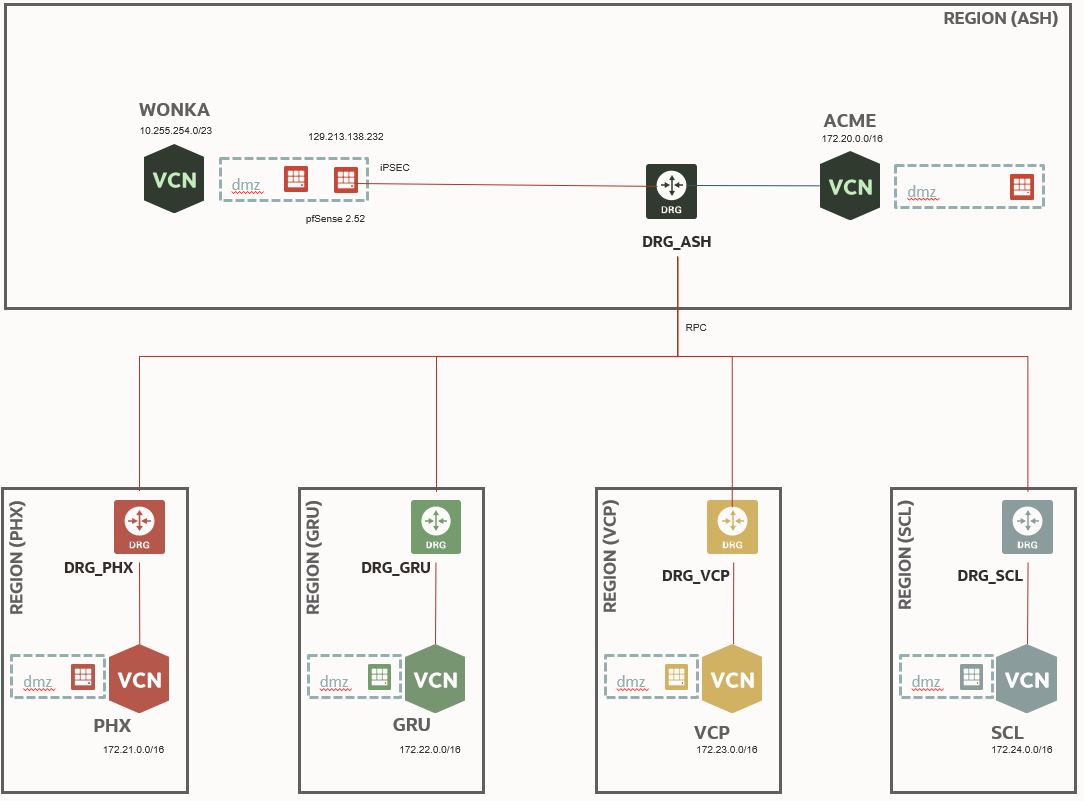 REGION (ASH)
WONKA
10.255.254.0/23
129.213.138.232
ACME
172.20.0.0/16
VCN
dmz
iPSEC
DRG
VCN
dmz
pfSense 2.52
DRG_ASH
RPC
REGION (PHX)
DRG
DRG_PHX
dmz
VCN
PHX
172.21.0.0/16
REGION (GRU)
DRG
DRG_GRU
dmz
VCN
GRU
172.22.0.0/16
REGION (VCP)
DRG
DRG_VCP
dmz
VCN
VCP
172.23.0.0/16
REGION (SCL)
DRG
DRG_SCL
dmz
VCN
SCL
172.24.0.0/16